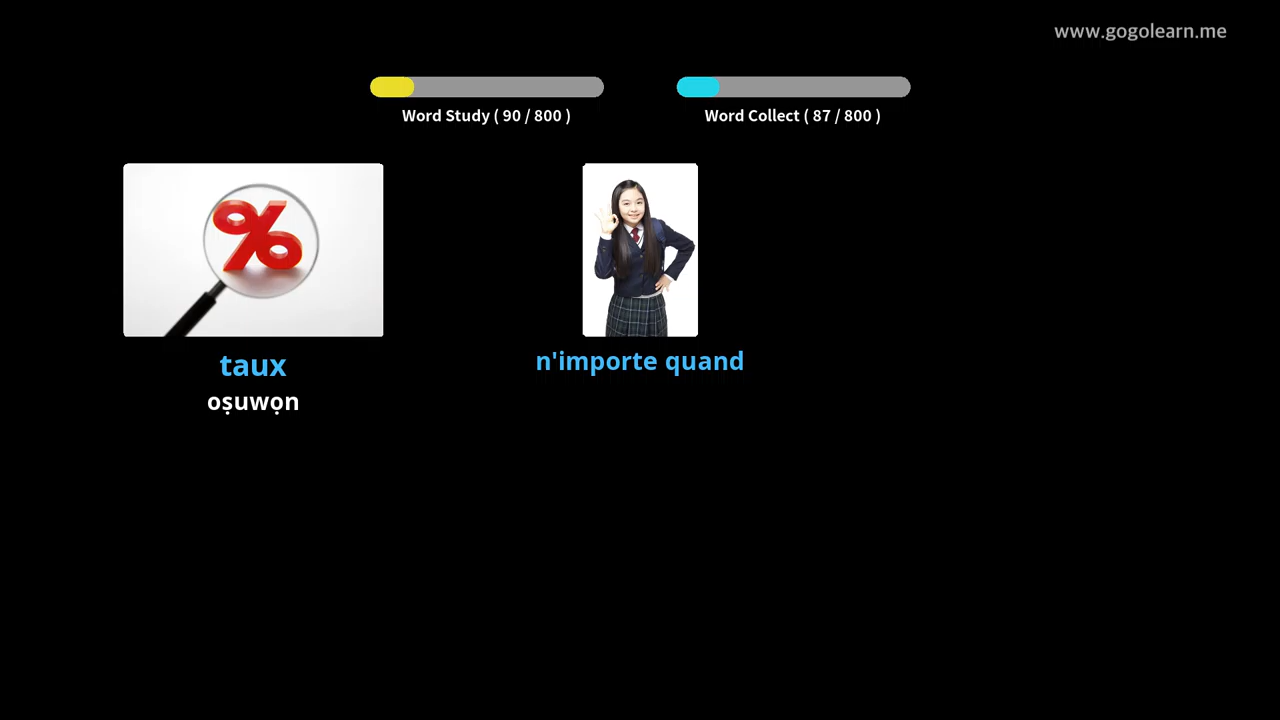 www.gogolearn.me
Word Study ( 90 / 800 )
Word Collect ( 87 / 800 )
%
taux
oṣuwọn
n'importe quand